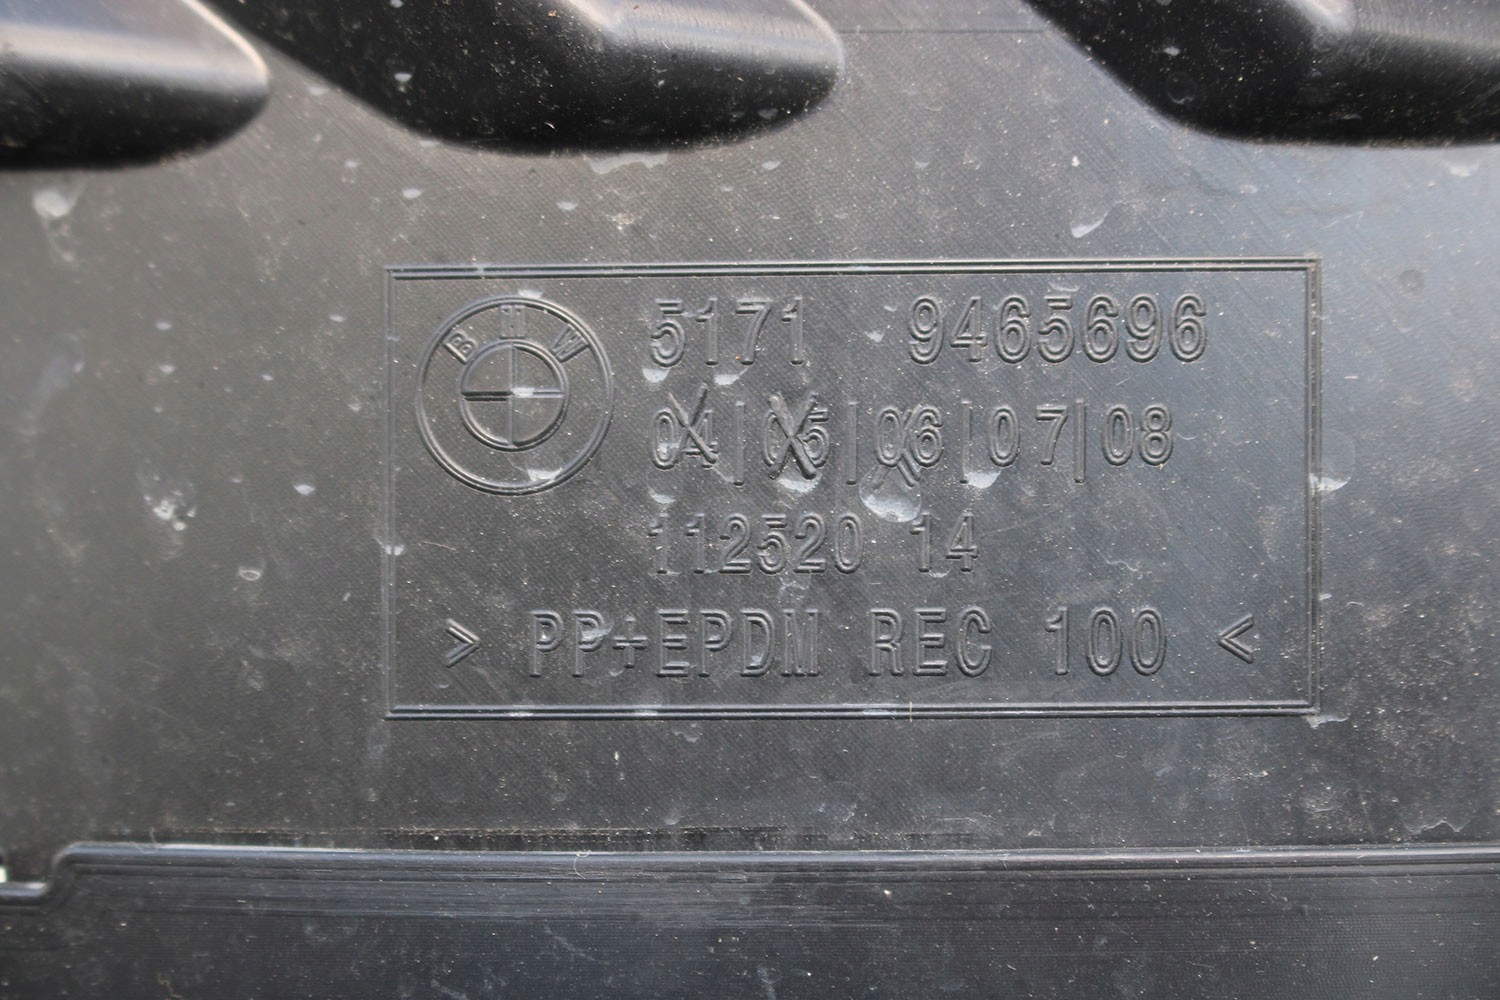 BMW
5171 9465696
04|05|06|07|08
112520 14
> PP+EPDM REC 100 <